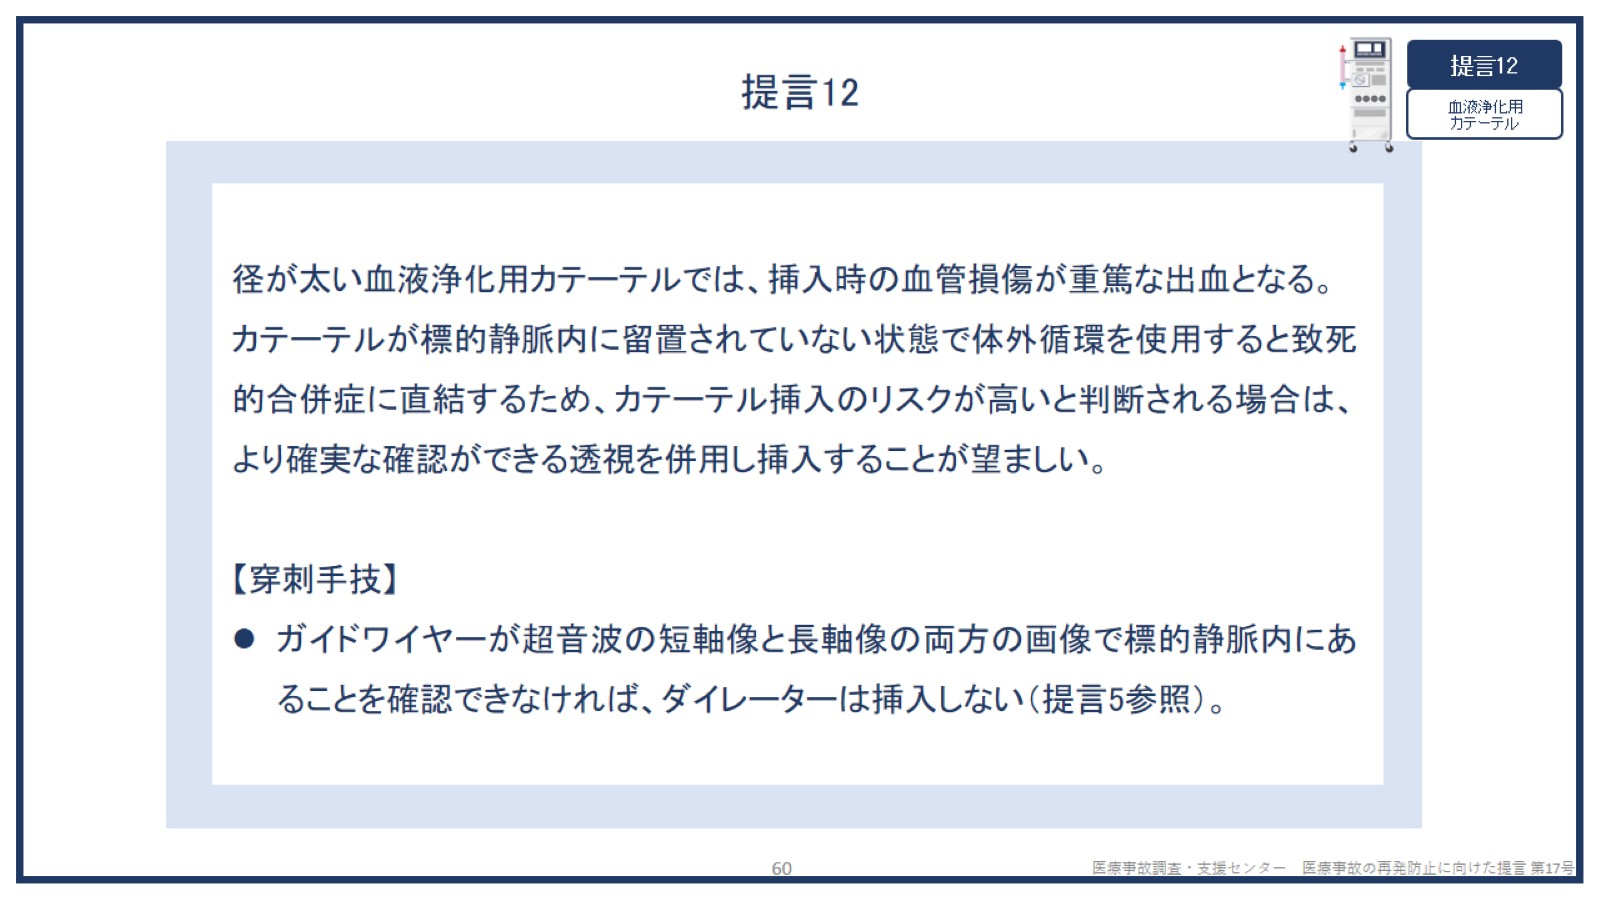 提言12
提言12
血液浄化用
カテーテル
径が太い血液浄化用カテーテルでは、挿入時の血管損傷が重篤な出血となる。
カテーテルが標的静脈内に留置されていない状態で体外循環を使用すると致死
的合併症に直結するため、カテーテル挿入のリスクが高いと判断される場合は、
より確実な確認ができる透視を併用し挿入することが望ましい。
【穿刺手技】
● ガイドワイヤーが超音波の短軸像と長軸像の両方の画像で標的静脈内にあ
ることを確認できなければ、ダイレーターは挿入しない（提言5参照）。
60
医療事故調査・支援センター　医療事故の再発防止に向けた提言 第17号